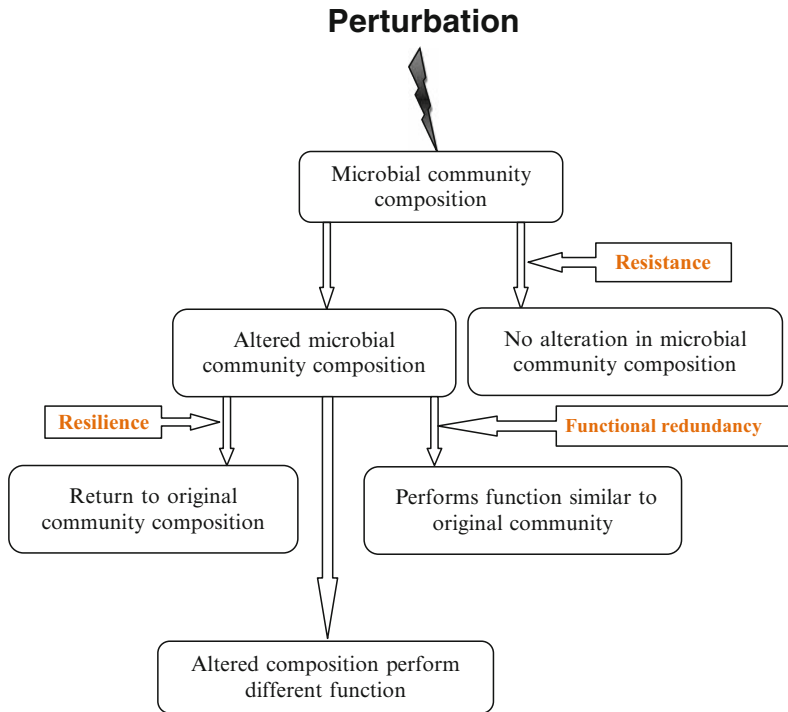 Perturbation
Microbial community
composition
Resistance
Altered microbial
community composition
No alteration in microbial
community composition
Resilience
Functional redundancy
Return to original
community composition
Performs function similar to
original community
Altered composition perform
different function